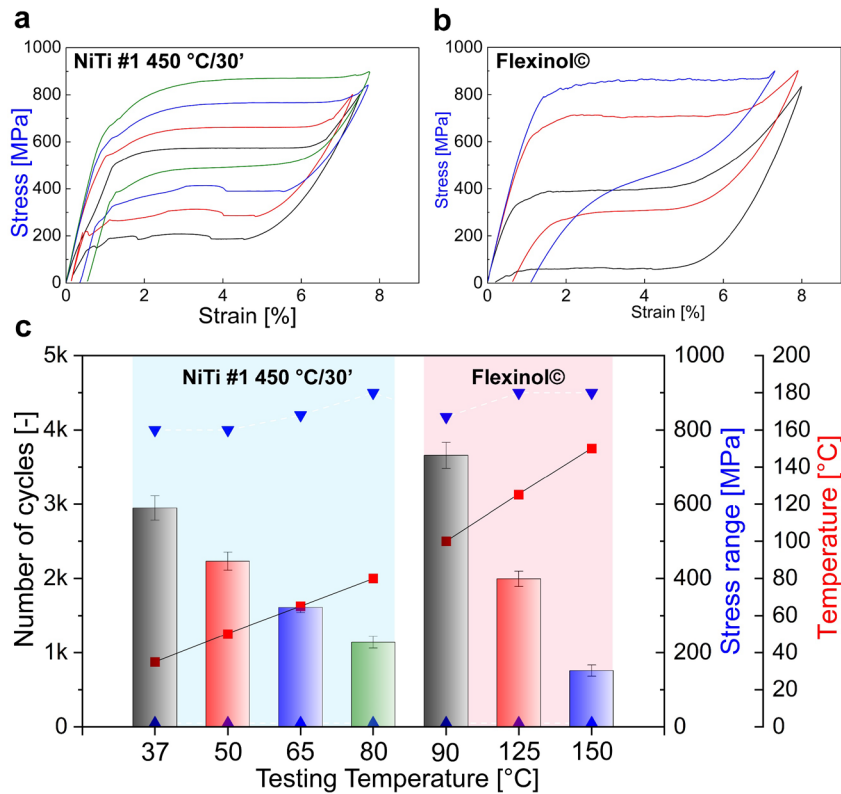 a
NiTi #1 450 °C/30’
Stress [MPa]
1000
800
600
400
200
0
0 2 4 6 8
Strain [%]
b
Flexinol©
Stress [MPa]
1000
800
600
400
200
0
0 2 4 6 8
Strain [%]
c
NiTi #1 450 °C/30’
Flexinol©
Number of cycles [-]
5k
4k
3k
2k
1k
0
37 50 65 80 90 125 150
Testing Temperature [°C]
1000
800
600
400
200
0
Stress range [MPa]
200
180
160
140
120
100
80
60
40
20
0
Temperature [°C]